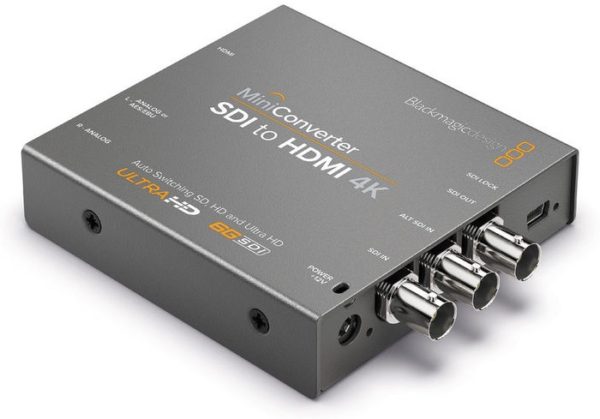 HDMI
L - ANALOG or
AES/EBU
R - ANALOG
MiniConverter
SDI to HDMI 4K
Auto Switching SD, HD and Ultra HD
ULTRA HD
6G SDI
Blackmagicdesign
SDI LOCK
SDI OUT
ALT SDI IN
SDI IN
POWER
+12V